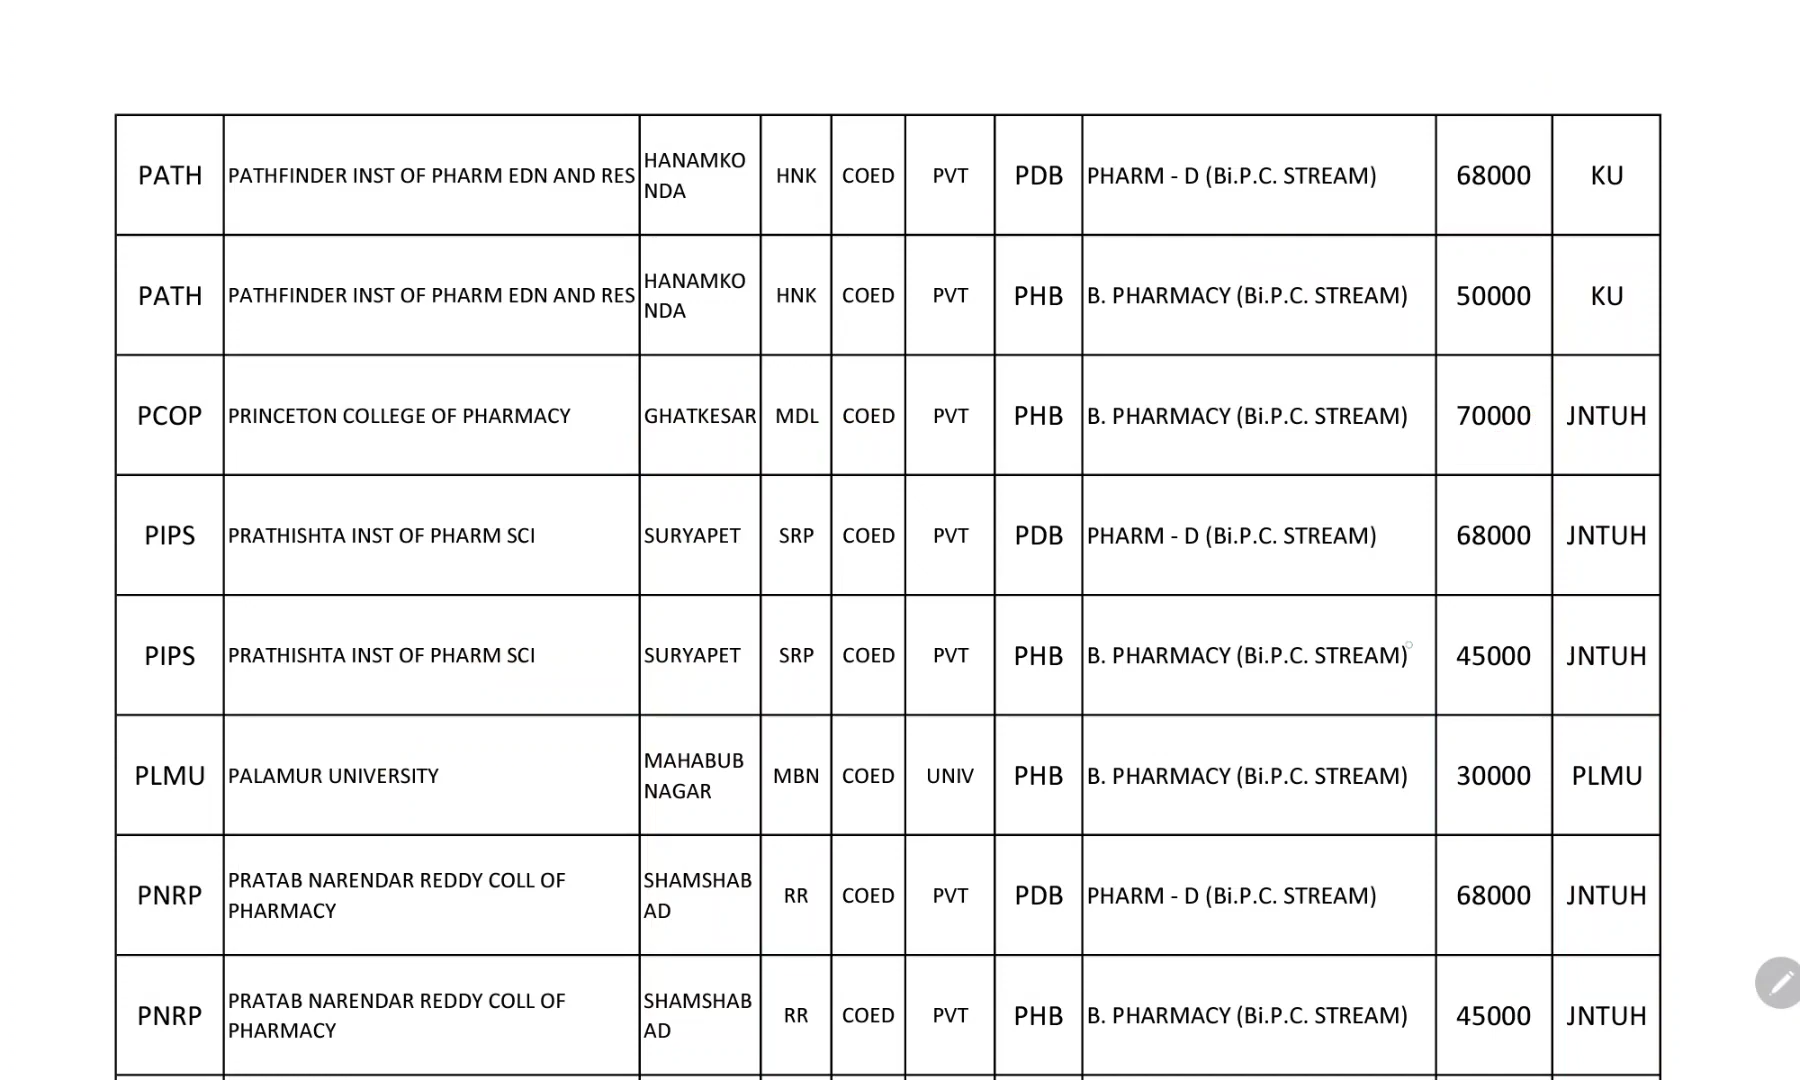 PATH PATHFINDER INST OF PHARM EDN AND RES HANAMKO
NDA HNK COED PVT PDB PHARM - D (Bi.P.C. STREAM) 68000 KU
PATH PATHFINDER INST OF PHARM EDN AND RES HANAMKO
NDA HNK COED PVT PHB B. PHARMACY (Bi.P.C. STREAM) 50000 KU
PCOP PRINCETON COLLEGE OF PHARMACY GHATKESAR MDL COED PVT PHB B. PHARMACY (Bi.P.C. STREAM) 70000 JNTUH
PIPS PRATHISHTA INST OF PHARM SCI SURYAPET SRP COED PVT PDB PHARM - D (Bi.P.C. STREAM) 68000 JNTUH
PIPS PRATHISHTA INST OF PHARM SCI SURYAPET SRP COED PVT PHB B. PHARMACY (Bi.P.C. STREAM) 45000 JNTUH
PLMU PALAMUR UNIVERSITY MAHABUB
NAGAR MBN COED UNIV PHB B. PHARMACY (Bi.P.C. STREAM) 30000 PLMU
PNRP PRATAB NARENDAR REDDY COLL OF
PHARMACY SHAMSHAB
AD RR COED PVT PDB PHARM - D (Bi.P.C. STREAM) 68000 JNTUH
PNRP PRATAB NARENDAR REDDY COLL OF
PHARMACY SHAMSHAB
AD RR COED PVT PHB B. PHARMACY (Bi.P.C. STREAM) 45000 JNTUH